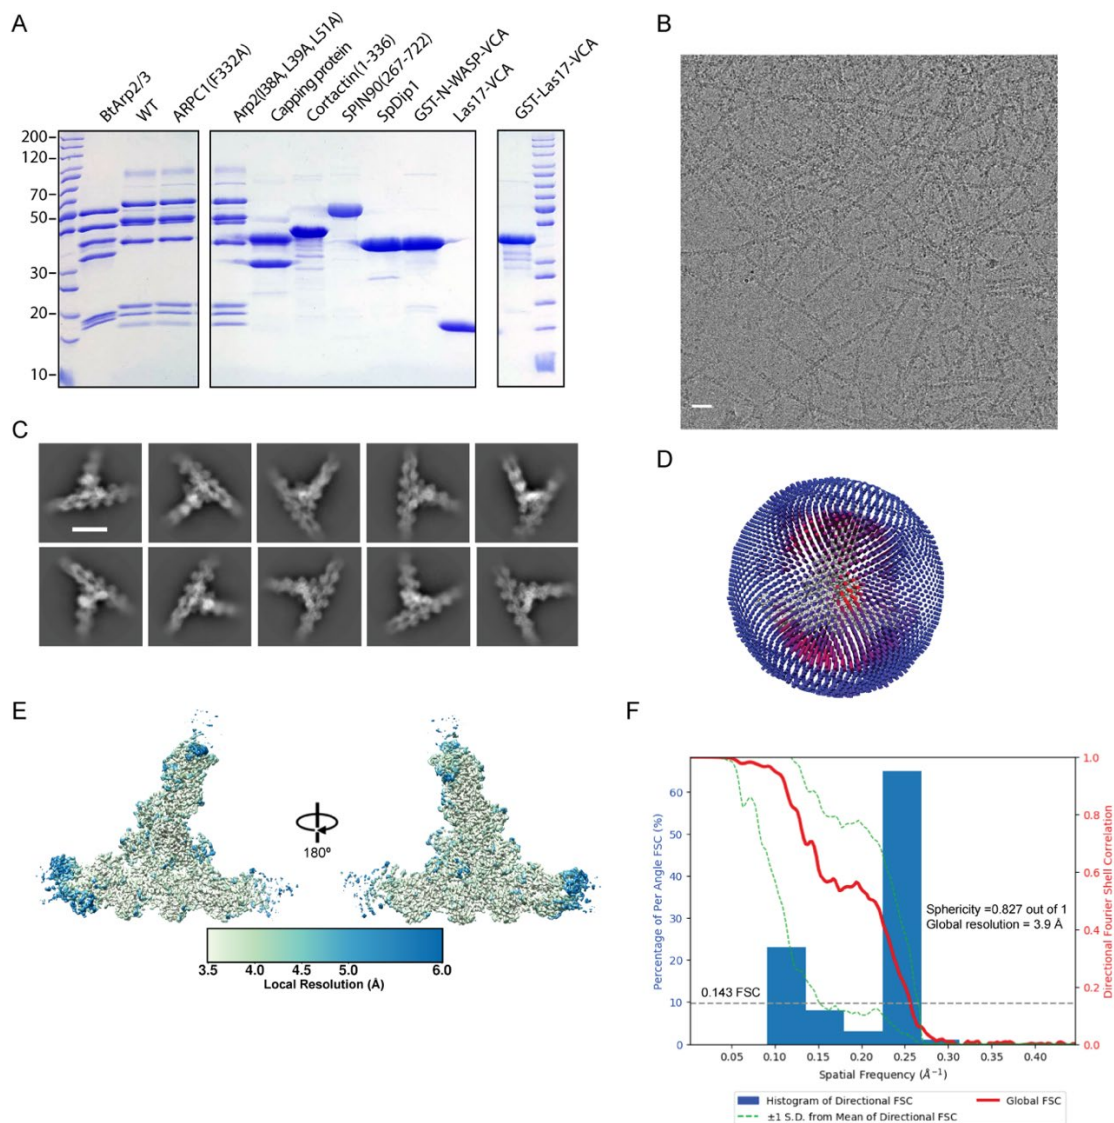 A
BtArp2/3
WT
ARPC1(F332A)
Arp2(I38A, L39A, L51A)
Capping protein
Cortactin(1-336)
SPIN90(267-722)
SpDip1
GST-N-WASP-VCA
Las17-VCA
GST-Las17-VCA
200
120
70
50
30
20
10
B
C
D
E
180º
3.5 4.0 4.5 5.0 6.0
Local Resolution (Å)
F
Percentage of Per Angle FSC (%)
60
50
40
30
20
10
0
1.0
0.8
0.6
0.4
0.2
0.0
Directional Fourier Shell Correlation
Sphericity =0.827 out of 1
Global resolution = 3.9 Å
0.143 FSC
0.05 0.10 0.15 0.20 0.25 0.30 0.35 0.40
Spatial Frequency (Å⁻¹)
Histogram of Directional FSC
Global FSC
±1 S.D. from Mean of Directional FSC